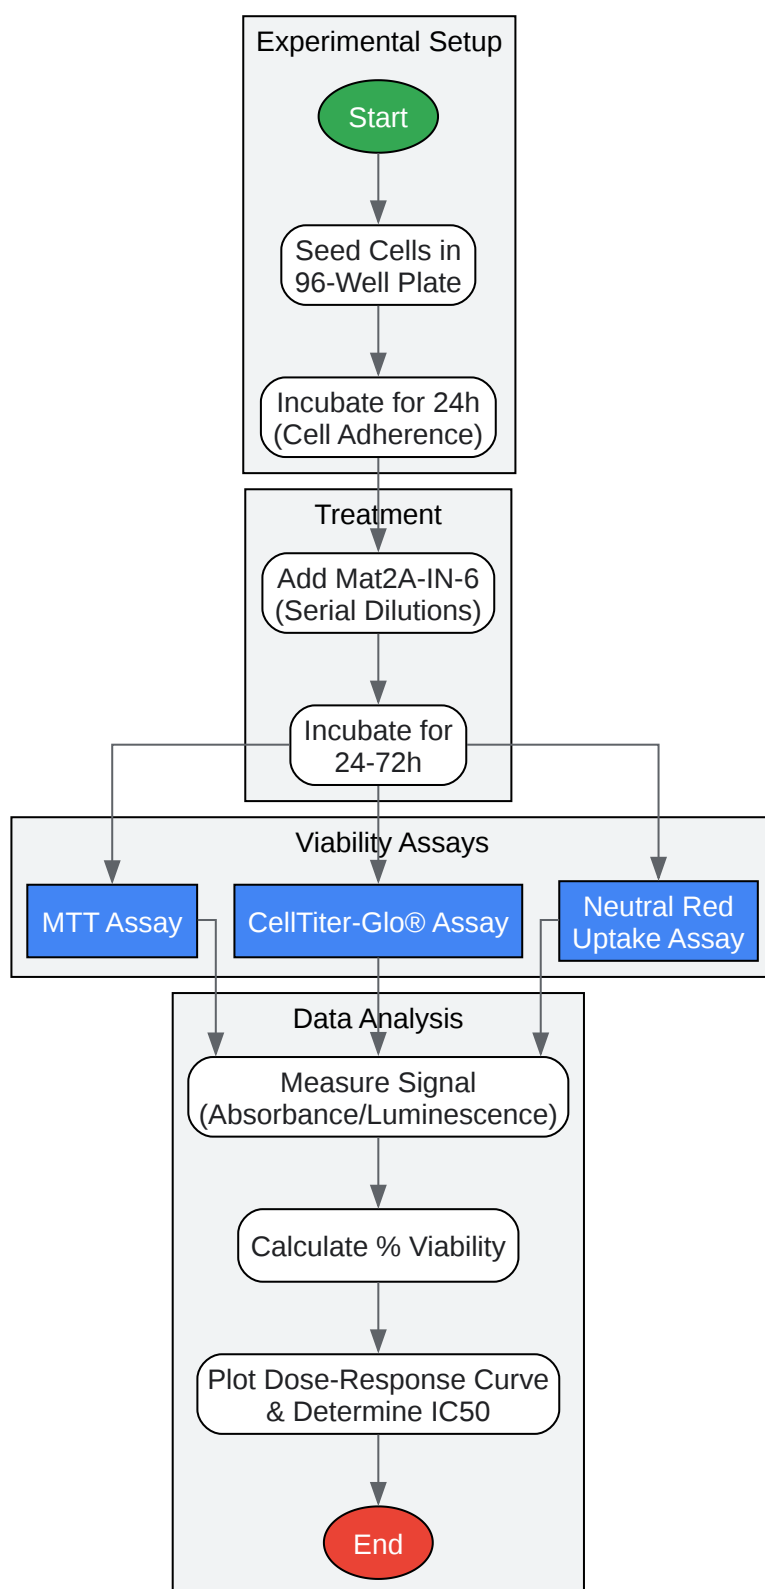 Experimental Setup
Start
Seed Cells in
96-Well Plate
Incubate for 24h
(Cell Adherence)
Treatment
Add Mat2A-IN-6
(Serial Dilutions)
Incubate for
24-72h
Viability Assays
MTT Assay
CellTiter-Glo® Assay
Neutral Red
Uptake Assay
Data Analysis
Measure Signal
(Absorbance/Luminescence)
Calculate % Viability
Plot Dose-Response Curve
& Determine IC50
End